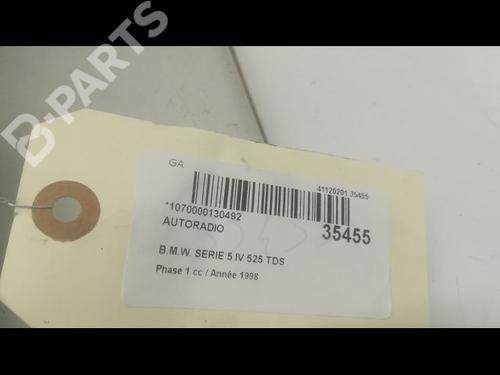 B-PARTS
GA
41120201 35455
*1070000130492
AUTORADIO
35455
B.M.W. SERIE 5 IV 525 TDS
Phase 1 cc / Année 1998